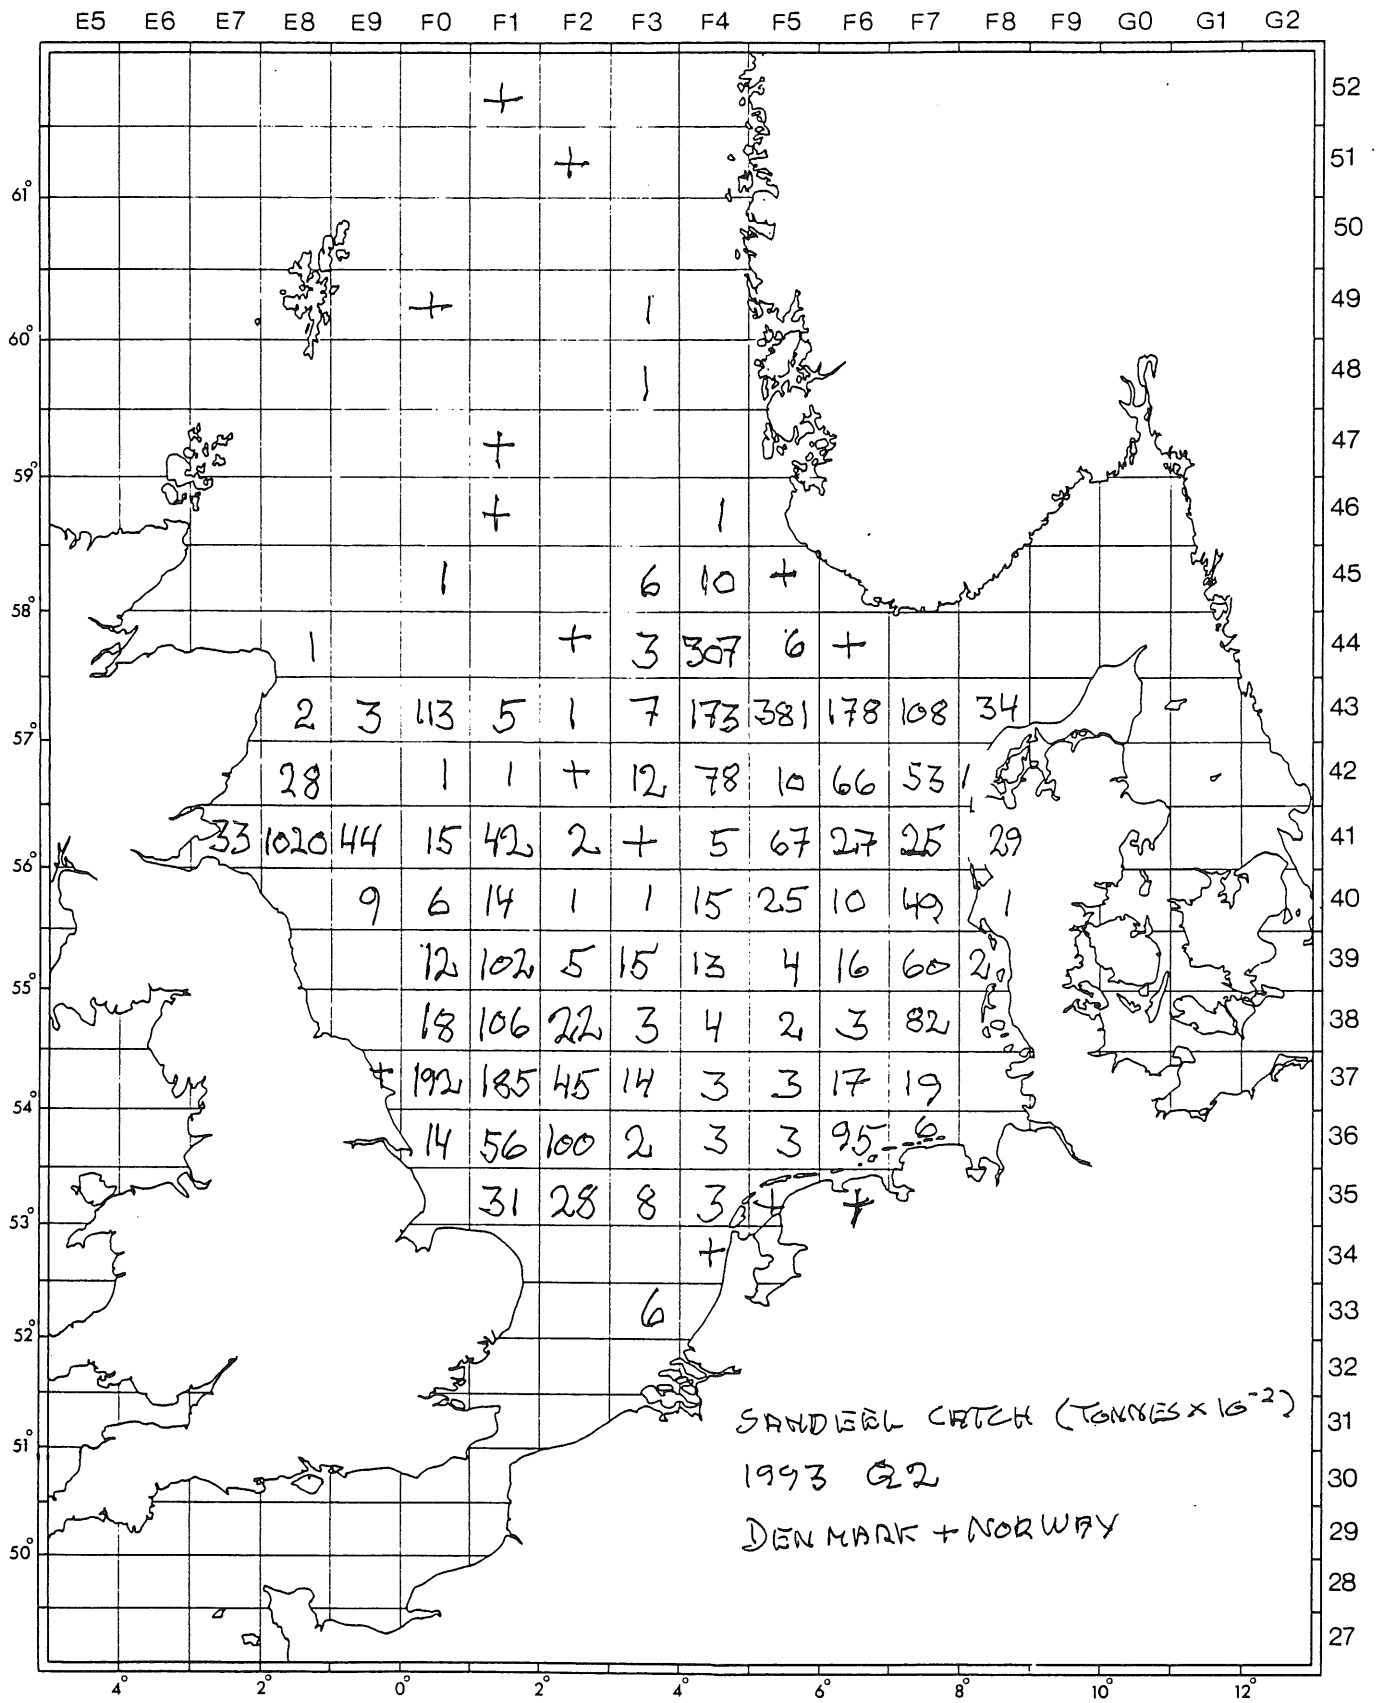 E5 E6 E7 E8 E9 F0 F1 F2 F3 F4 F5 F6 F7 F8 F9 G0 G1 G2
+ 52
+ 51
61°
50
+ 1 49
60°
1 48
+ 47
59°
+ 1 46
1 6 10 + 45
58°
1 + 3 307 6 + 44
2 3 113 5 1 7 173 381 178 108 34 43
57°
28 1 1 + 12 78 10 66 53 1 42
33 1020 44 15 42 2 + 5 67 27 25 29 41
56°
9 6 14 1 1 15 25 10 49 1 40
12 102 5 15 13 4 16 60 2 39
55°
18 106 22 3 4 2 3 82 38
+ 192 185 45 14 3 3 17 19 37
54°
14 56 100 2 3 3 95 6 36
31 28 8 3 + + 35
53°
+ 34
6 33
52°
32
SANDEEL CATCH (TONNES X 10⁻²) 31
51°
1993 Q2 30
DENMARK + NORWAY 29
50°
28
27
4° 2° 0° 2° 4° 6° 8° 10° 12°